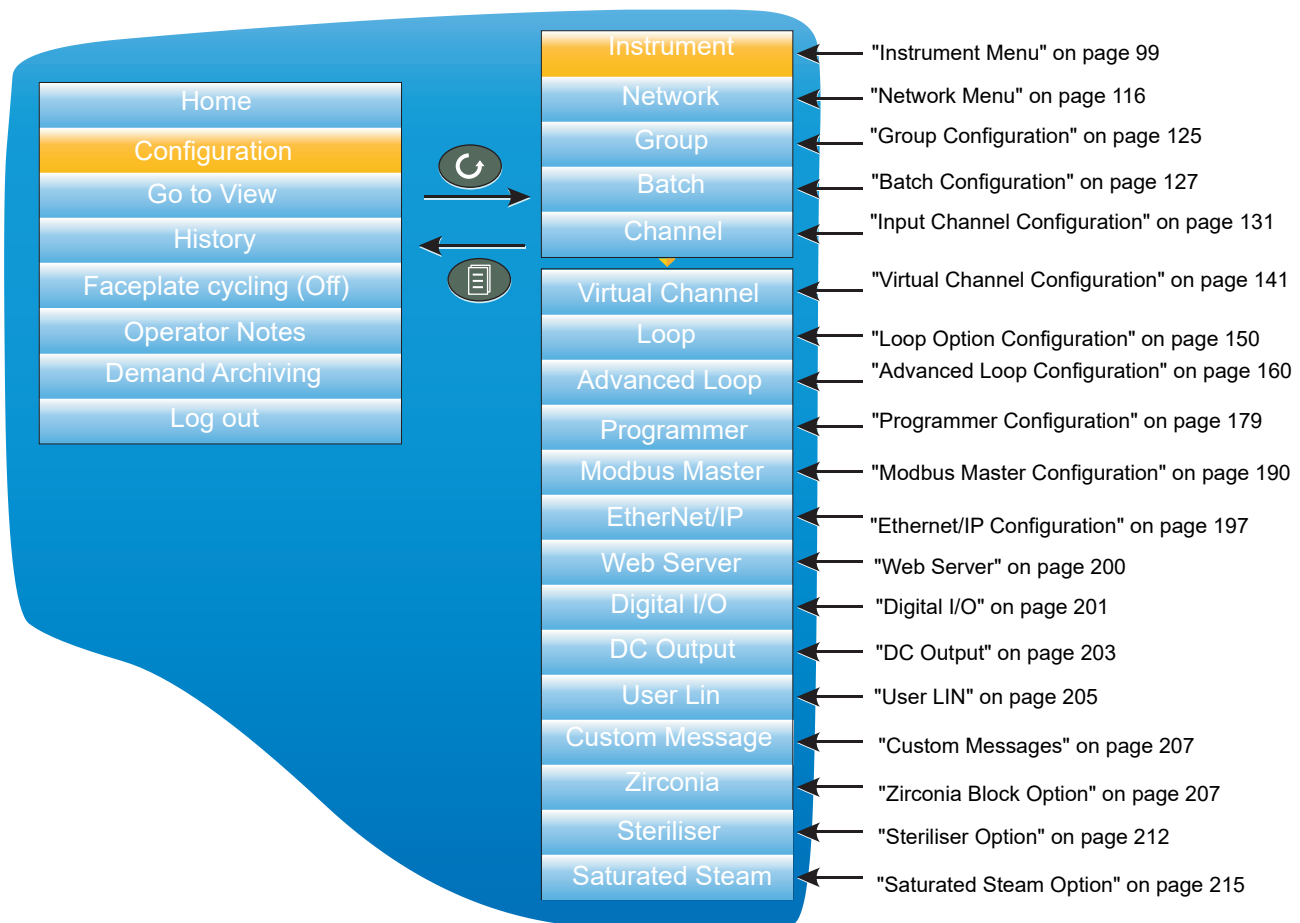 Home
Configuration
Go to View
History
Faceplate cycling (Off)
Operator Notes
Demand Archiving
Log out
Instrument
Network
Group
Batch
Channel
Virtual Channel
Loop
Advanced Loop
Programmer
Modbus Master
EtherNet/IP
Web Server
Digital I/O
DC Output
User Lin
Custom Message
Zirconia
Steriliser
Saturated Steam
"Instrument Menu" on page 99
"Network Menu" on page 116
"Group Configuration" on page 125
"Batch Configuration" on page 127
"Input Channel Configuration" on page 131
"Virtual Channel Configuration" on page 141
"Loop Option Configuration" on page 150
"Advanced Loop Configuration" on page 160
"Programmer Configuration" on page 179
"Modbus Master Configuration" on page 190
"Ethernet/IP Configuration" on page 197
"Web Server" on page 200
"Digital I/O" on page 201
"DC Output" on page 203
"User LIN" on page 205
"Custom Messages" on page 207
"Zirconia Block Option" on page 207
"Steriliser Option" on page 212
"Saturated Steam Option" on page 215